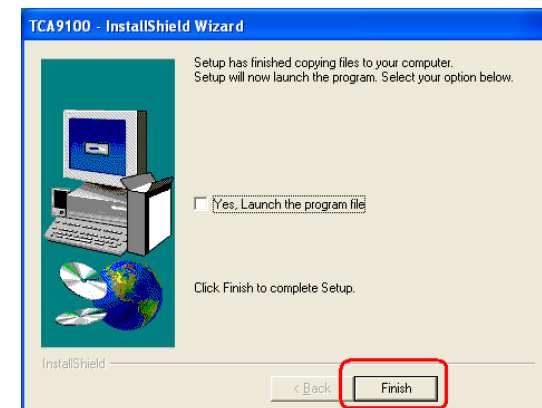 TCA9100 - InstallShield Wizard
Setup has finished copying files to your computer.
Setup will now launch the program. Select your option below.
Yes, Launch the program file
Click Finish to complete Setup.
InstallShield
< Back
Finish